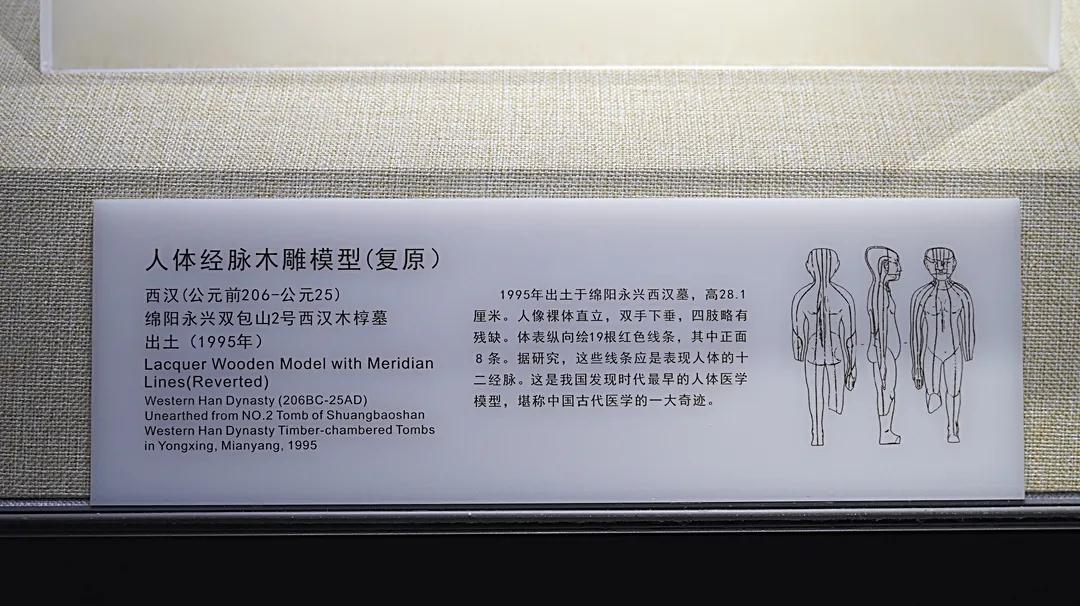 人体经脉木雕模型(复原)
西汉(公元前206-公元25)
绵阳永兴双包山2号西汉木椁墓
出土（1995年）
Lacquer Wooden Model with Meridian
Lines(Reverted)
Western Han Dynasty (206BC-25AD)
Unearthed from NO.2 Tomb of Shuangbaoshan
Western Han Dynasty Timber-chambered Tombs
in Yongxing, Mianyang, 1995
1995年出土于绵阳永兴西汉墓，高28.1
厘米。人像裸体直立，双手下垂，四肢略有
残缺。体表纵向绘19根红色线条，其中正面
8条。据研究，这些线条应是表现人体的十
二经脉。这是我国发现时代最早的人体医学
模型，堪称中国古代医学的一大奇迹。